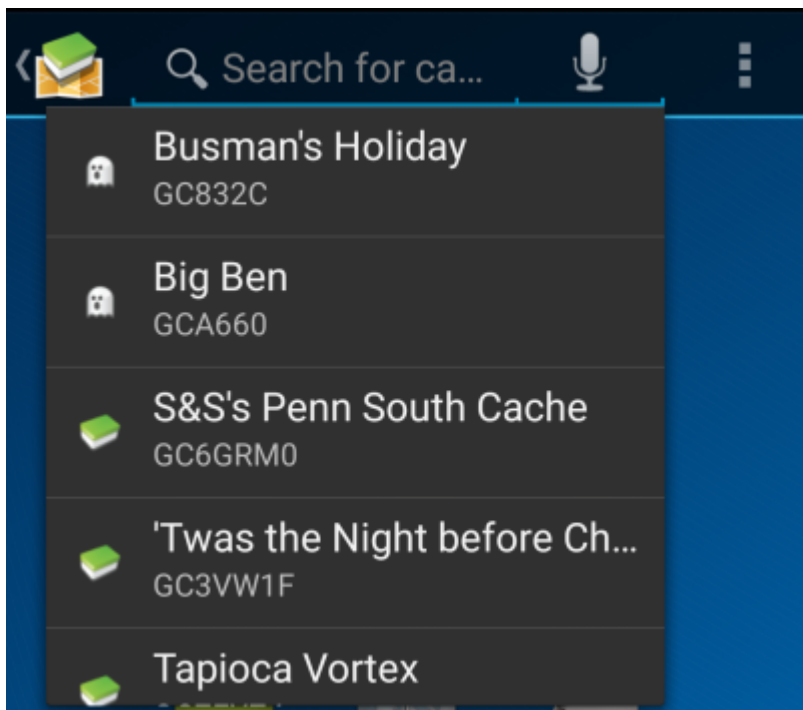 Search for ca...
Busman's Holiday
GC832C
Big Ben
GCA660
S&S's Penn South Cache
GC6GRM0
'Twas the Night before Ch...
GC3VW1F
Tapioca Vortex